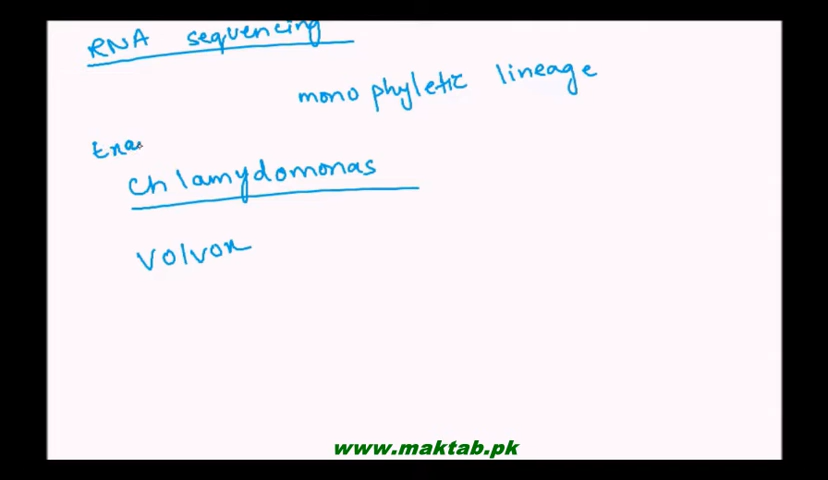 RNA sequencing
mono phyletic lineage
Exa
Chlamydomonas
Volvox
www.maktab.pk